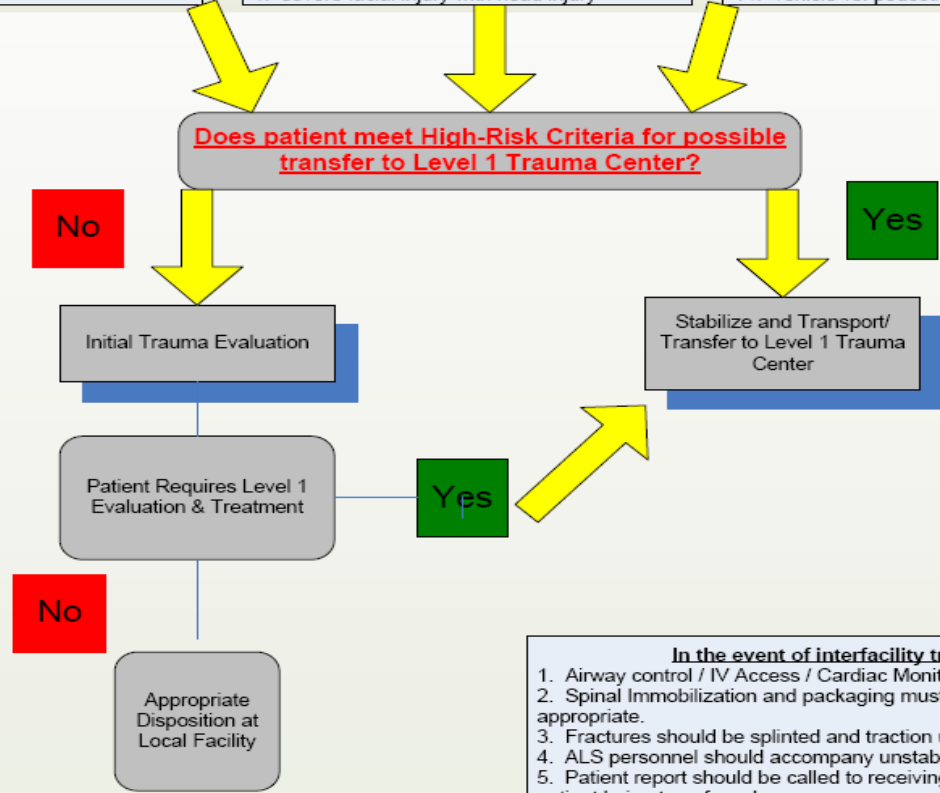 Does patient meet High-Risk Criteria for possible
transfer to Level 1 Trauma Center?
No
Yes
Initial Trauma Evaluation
Stabilize and Transport/
Transfer to Level 1 Trauma
Center
Patient Requires Level 1
Evaluation & Treatment
Yes
No
Appropriate
Disposition at
Local Facility
In the event of interfacility
1. Airway control / IV Access / Cardiac
2. Spinal Immobilization and packaging
appropriate.
3. Fractures should be splinted and traction
4. ALS personnel should accompany
5. Patient report should be called to